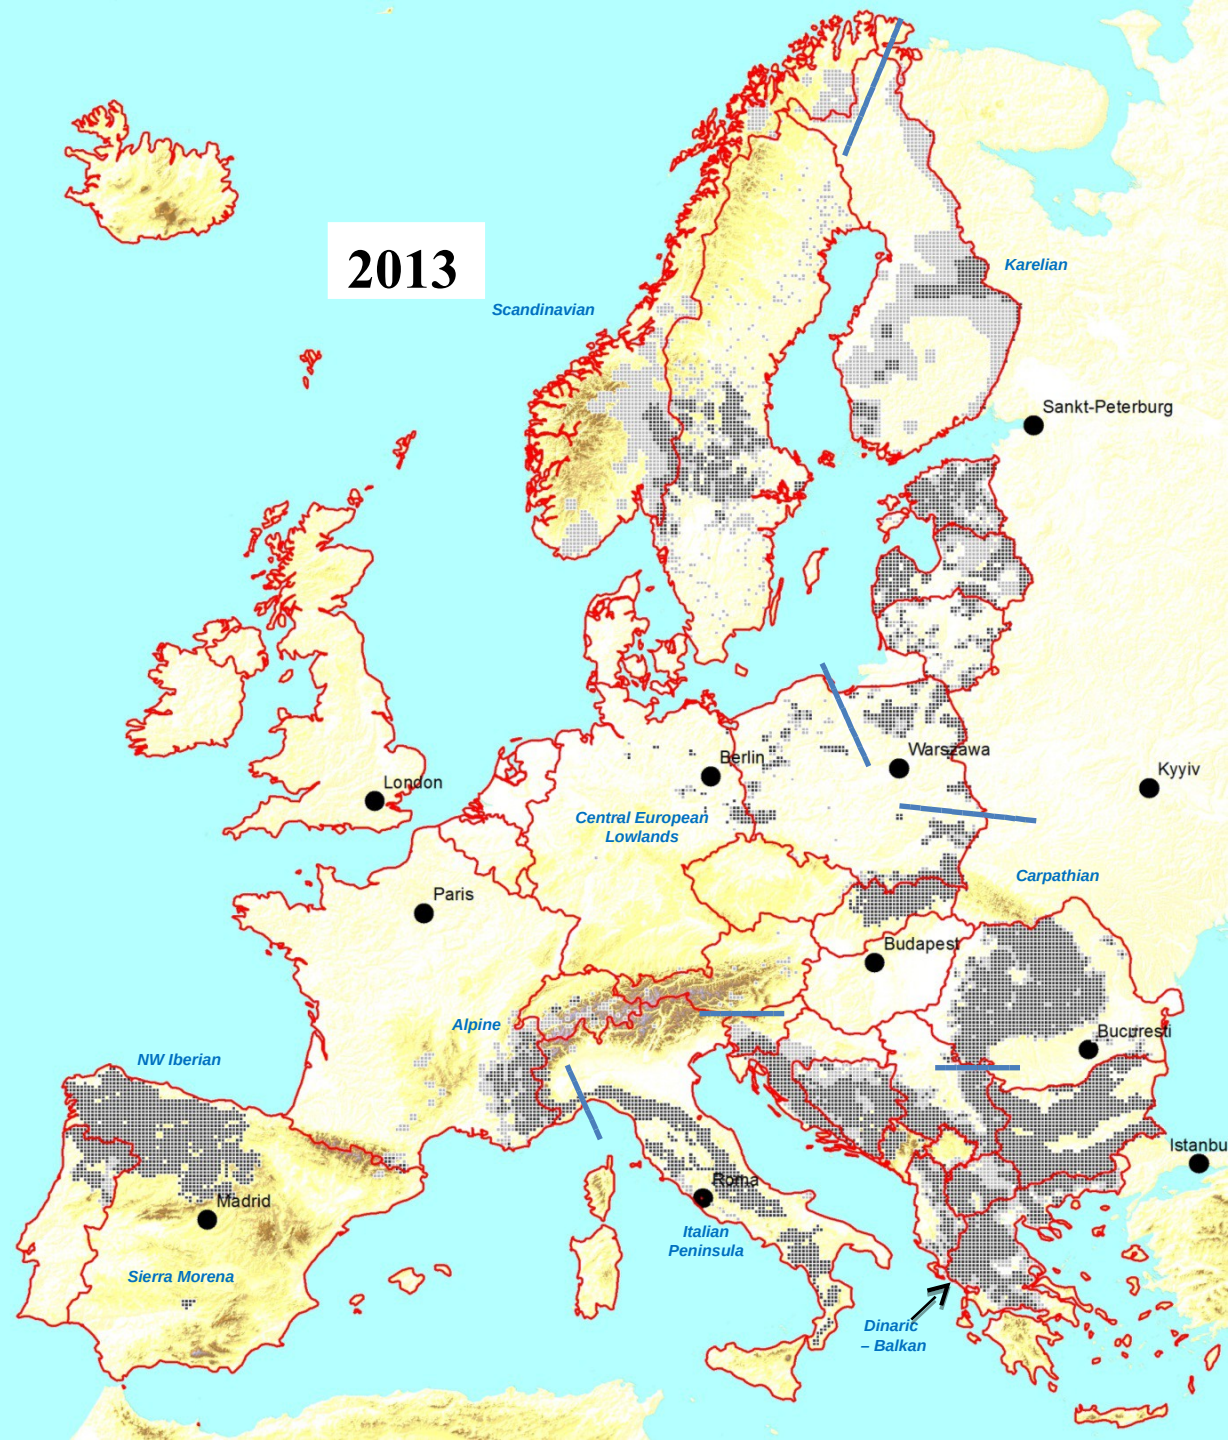 2013
Karelian
Scandinavian
Sankt-Peterburg
Berlin
Warszawa
Kyyiv
London
Central European
Lowlands
Paris
Carpathian
Budapest
Alpine
Bucuresti
NW Iberian
Istanbu
Roma
Madrid
Italian
Peninsula
Sierra Morena
Dinaric
– Balkan